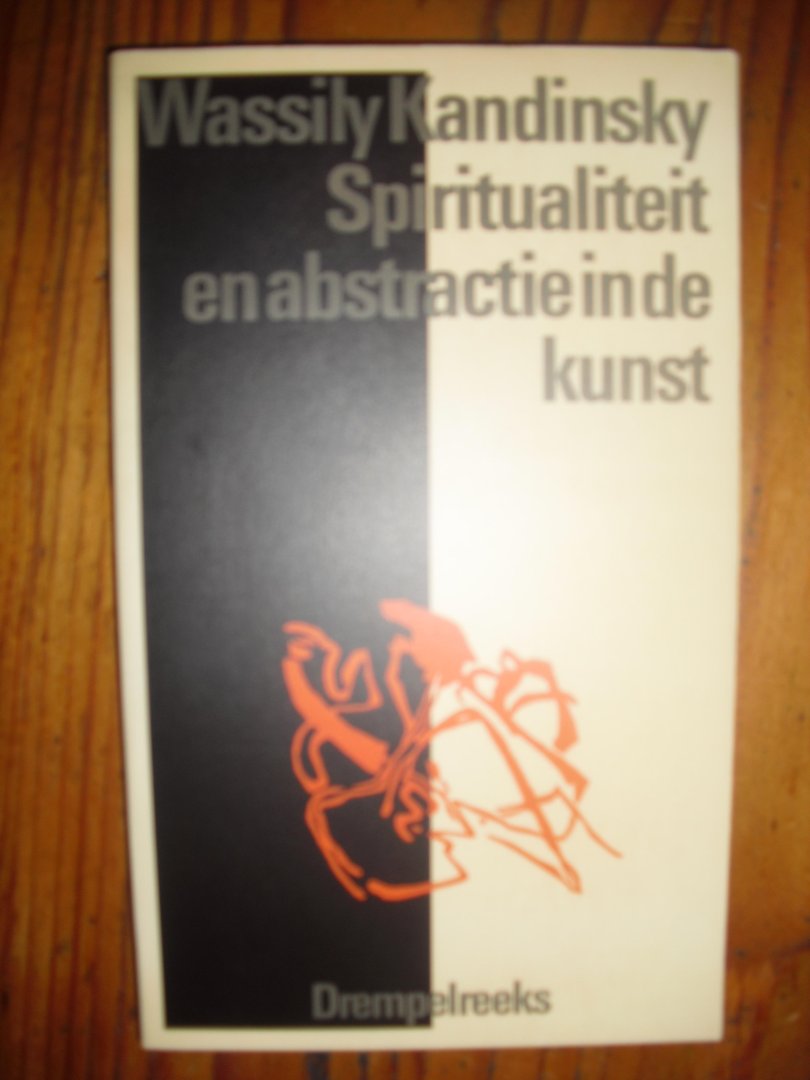 Wassily Kandinsky
Spiritualiteit
en abstractie in de
kunst
Drempelreeks